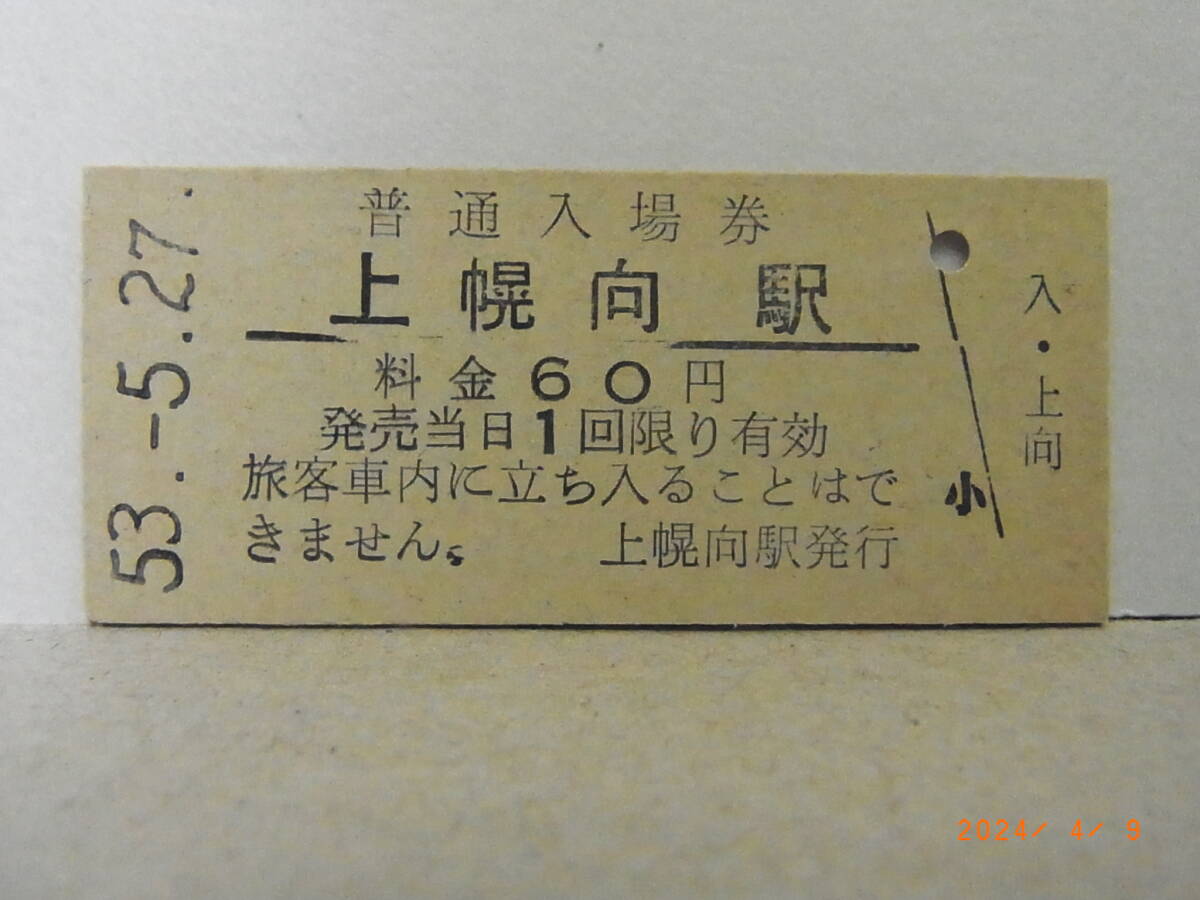 53.-5.27.
普通入場券
上幌向駅
料金60円
発売当日1回限り有効
旅客車内に立ち入ることはで
きません。
上幌向駅発行
小
入・上向
2024/ 4/ 9